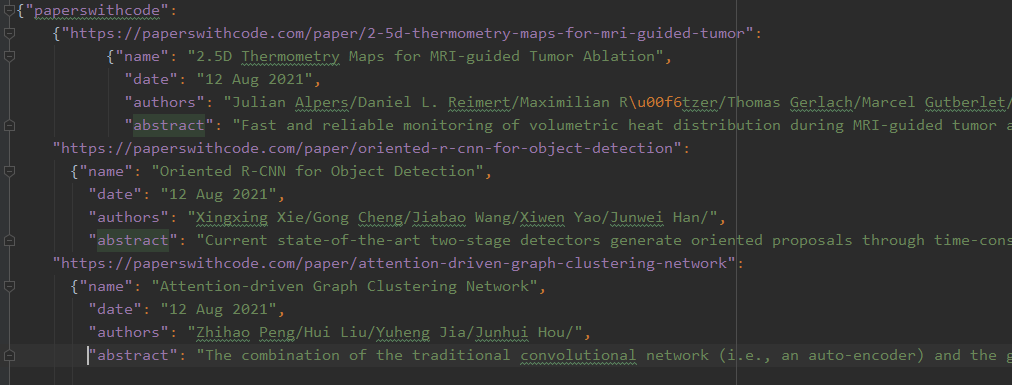 {"paperswithcode":
{"https://paperswithcode.com/paper/2-5d-thermometry-maps-for-mri-guided-tumor":
{"name": "2.5D Thermometry Maps for MRI-guided Tumor Ablation",
"date": "12 Aug 2021",
"authors": "Julian Alpers/Daniel L. Reimert/Maximilian R\u00f6tzer/Thomas Gerlach/Marcel Gutberlet/
"abstract": "Fast and reliable monitoring of volumetric heat distribution during MRI-guided tumor a
"https://paperswithcode.com/paper/oriented-r-cnn-for-object-detection":
{"name": "Oriented R-CNN for Object Detection",
"date": "12 Aug 2021",
"authors": "Xingxing Xie/Gong Cheng/Jiabao Wang/Xiwen Yao/Junwei Han/",
"abstract": "Current state-of-the-art two-stage detectors generate oriented proposals through time-cons
"https://paperswithcode.com/paper/attention-driven-graph-clustering-network":
{"name": "Attention-driven Graph Clustering Network",
"date": "12 Aug 2021",
"authors": "Zhihao Peng/Hui Liu/Yuheng Jia/Junhui Hou/",
"abstract": "The combination of the traditional convolutional network (i.e., an auto-encoder) and the g